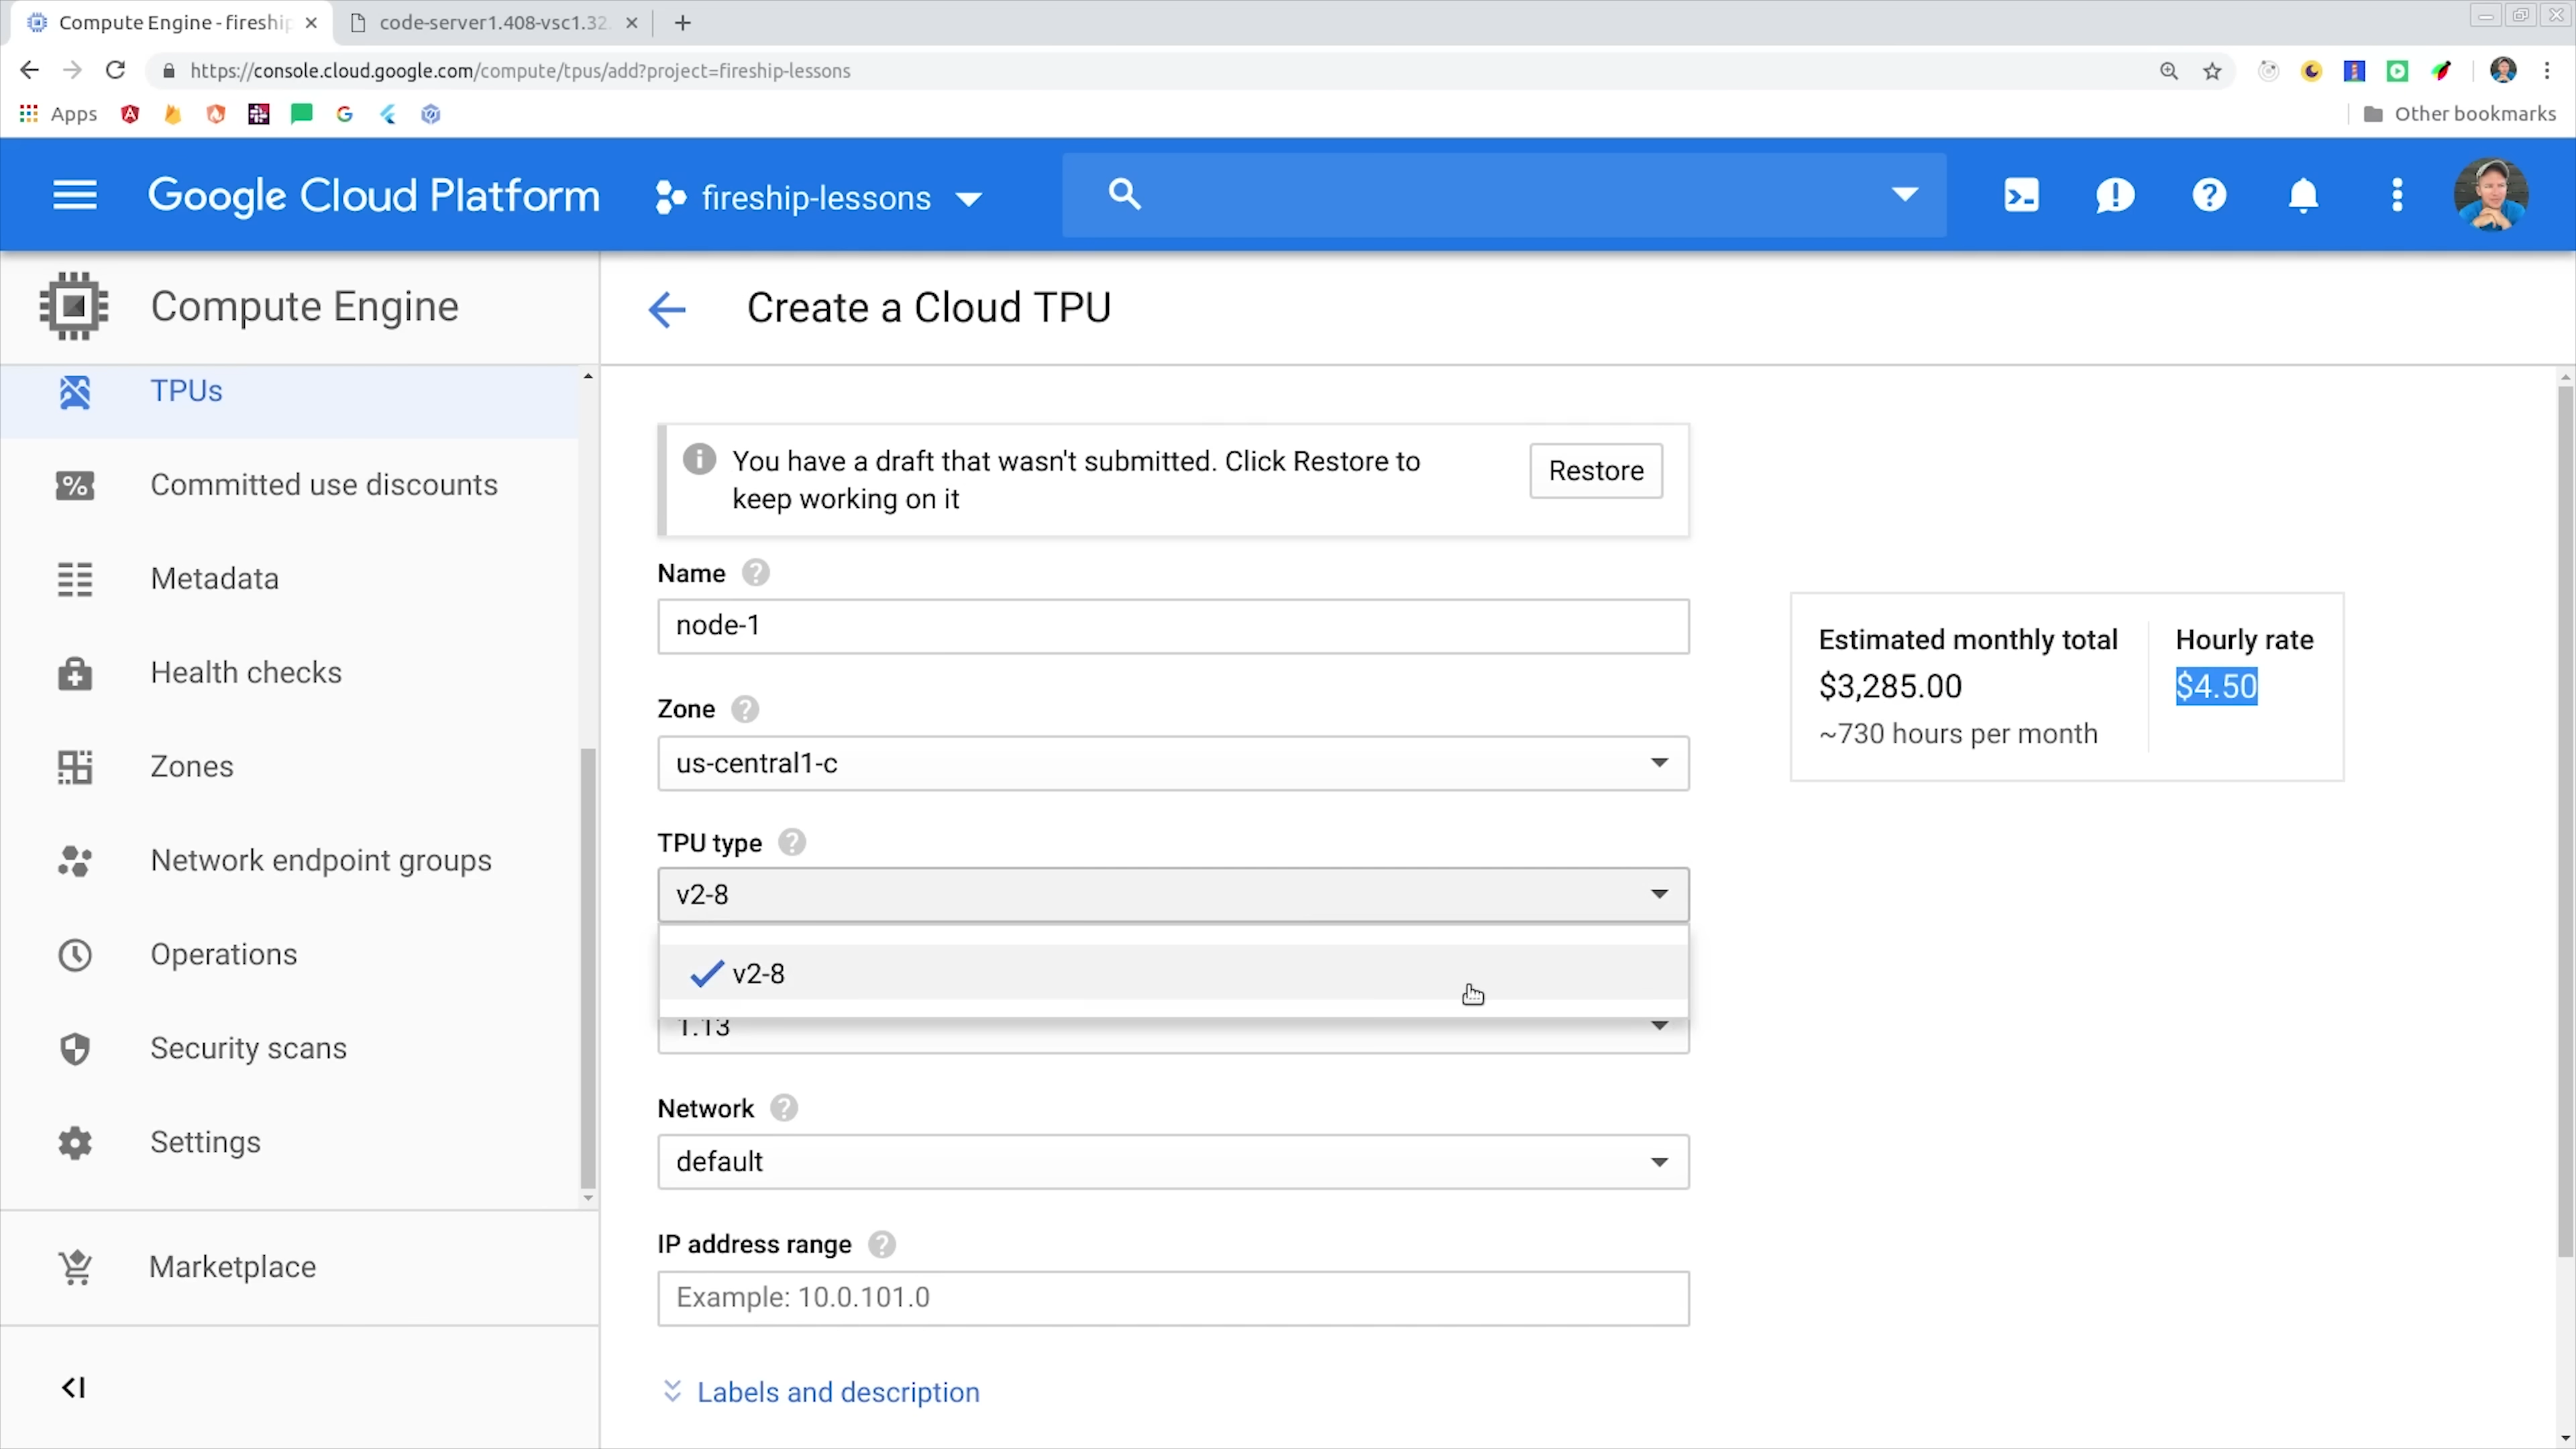 Compute Engine - fireship
code-server1.408-vsc1.32.
https://console.cloud.google.com/compute/tpus/add?project=fireship-lessons
Apps
Other bookmarks
Google Cloud Platform
fireship-lessons
Compute Engine
TPUs
Committed use discounts
Metadata
Health checks
Zones
Network endpoint groups
Operations
Security scans
Settings
Marketplace
Create a Cloud TPU
You have a draft that wasn't submitted. Click Restore to
keep working on it
Restore
Name
node-1
Zone
us-central1-c
TPU type
v2-8
v2-8
1.13
Network
default
IP address range
Example: 10.0.101.0
Labels and description
Estimated monthly total
$3,285.00
~730 hours per month
Hourly rate
$4.50